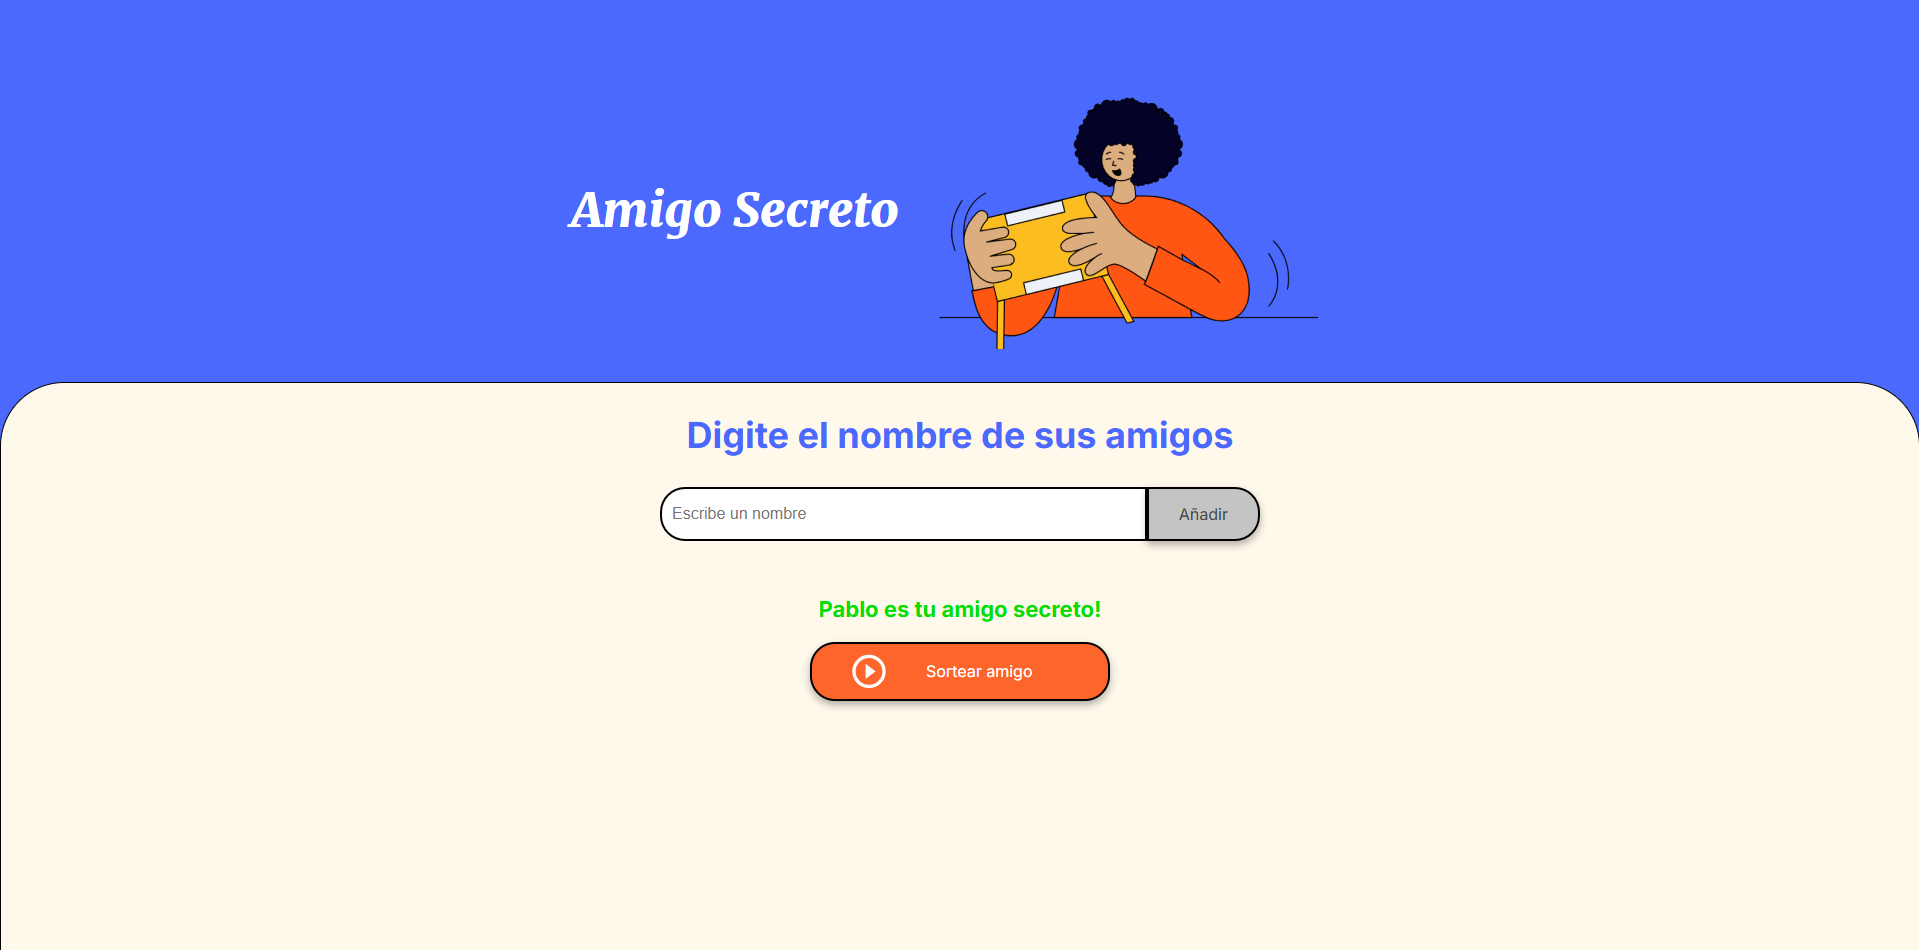 Amigo Secreto
Digite el nombre de sus amigos
Escribe un nombre
Añadir
Pablo es tu amigo secreto!
Sortear amigo